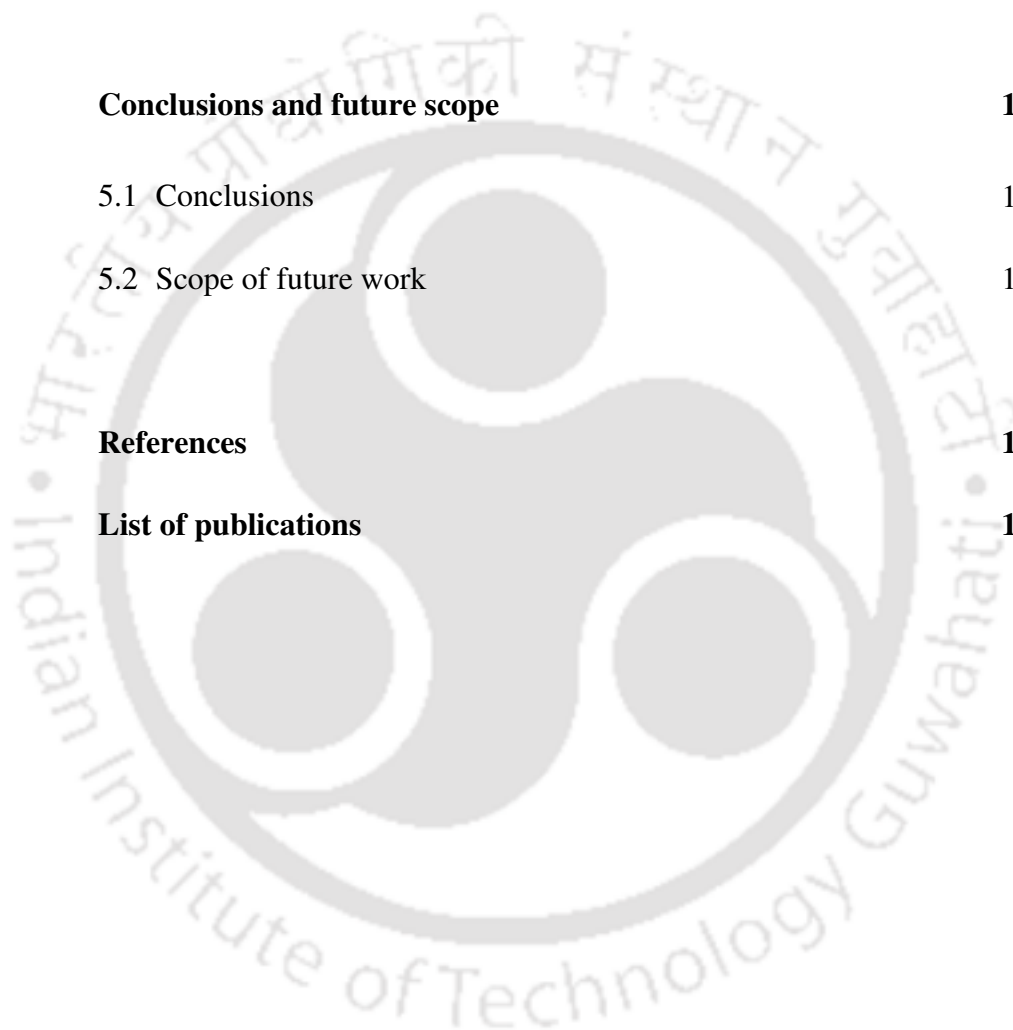 Conclusions and future scope 1
5.1 Conclusions 1
5.2 Scope of future work 1
References 1
List of publications 1
भारतीय प्रौद्योगिकी संस्थान गुवाहाटी
Indian Institute of Technology Guwahati